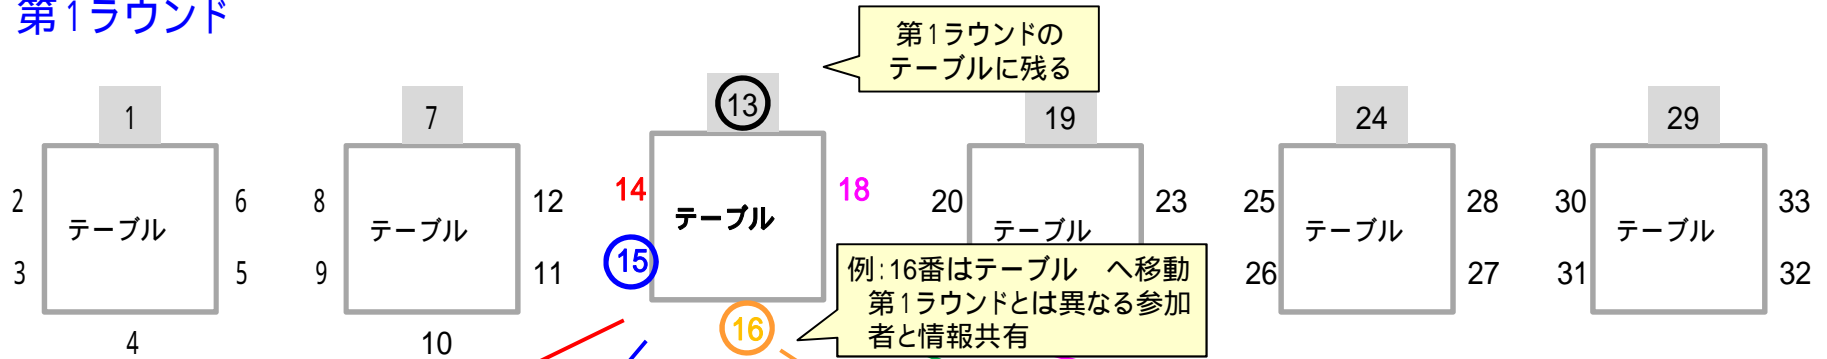 第1ラウンド
第1ラウンドの
テーブルに残る
1
7
13
19
24
29
2
6
8
12
14
18
20
23
25
28
30
33
テーブル
テーブル
テーブル
テーブル
テーブル
テーブル
3
5
9
11
15
26
27
31
32
例:16番はテーブル　へ移動
第1ラウンドとは異なる参加
者と情報共有
4
10
16